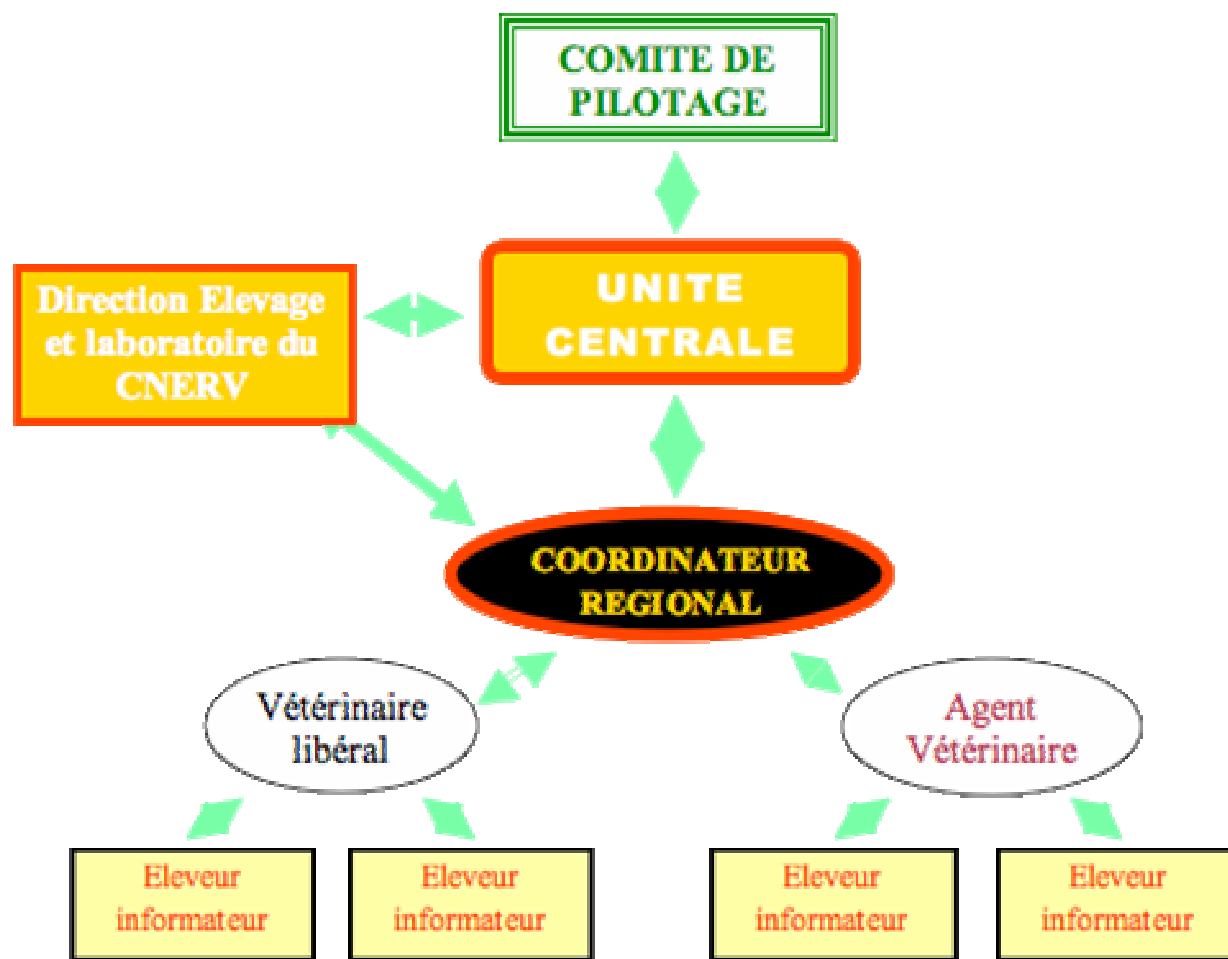 COMITE DE
PILOTAGE
UNITE
CENTRALE
Direction Elevage
et laboratoire du
CNERV
COORDINATEUR
REGIONAL
Vétérinaire
libéral
Agent
Vétérinaire
Eleveur
informateur
Eleveur
informateur
Eleveur
informateur
Eleveur
informateur